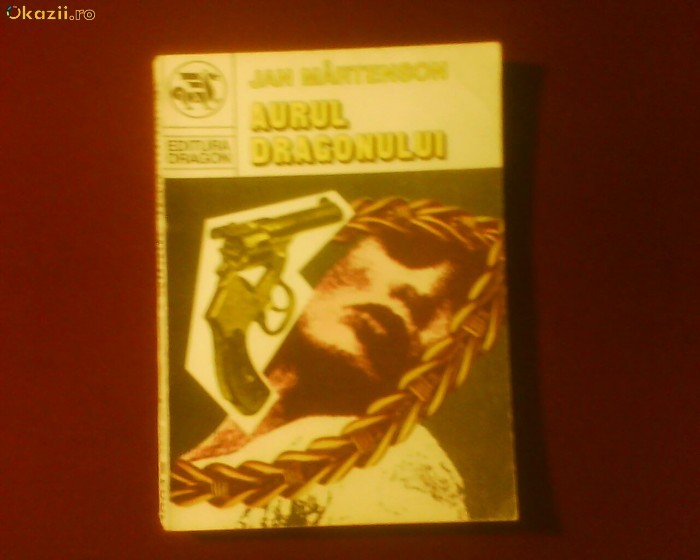 Okazii.ro
JAN MÅRTENSON
AURUL
DRAGONULUI
EDITURA
DRAGON